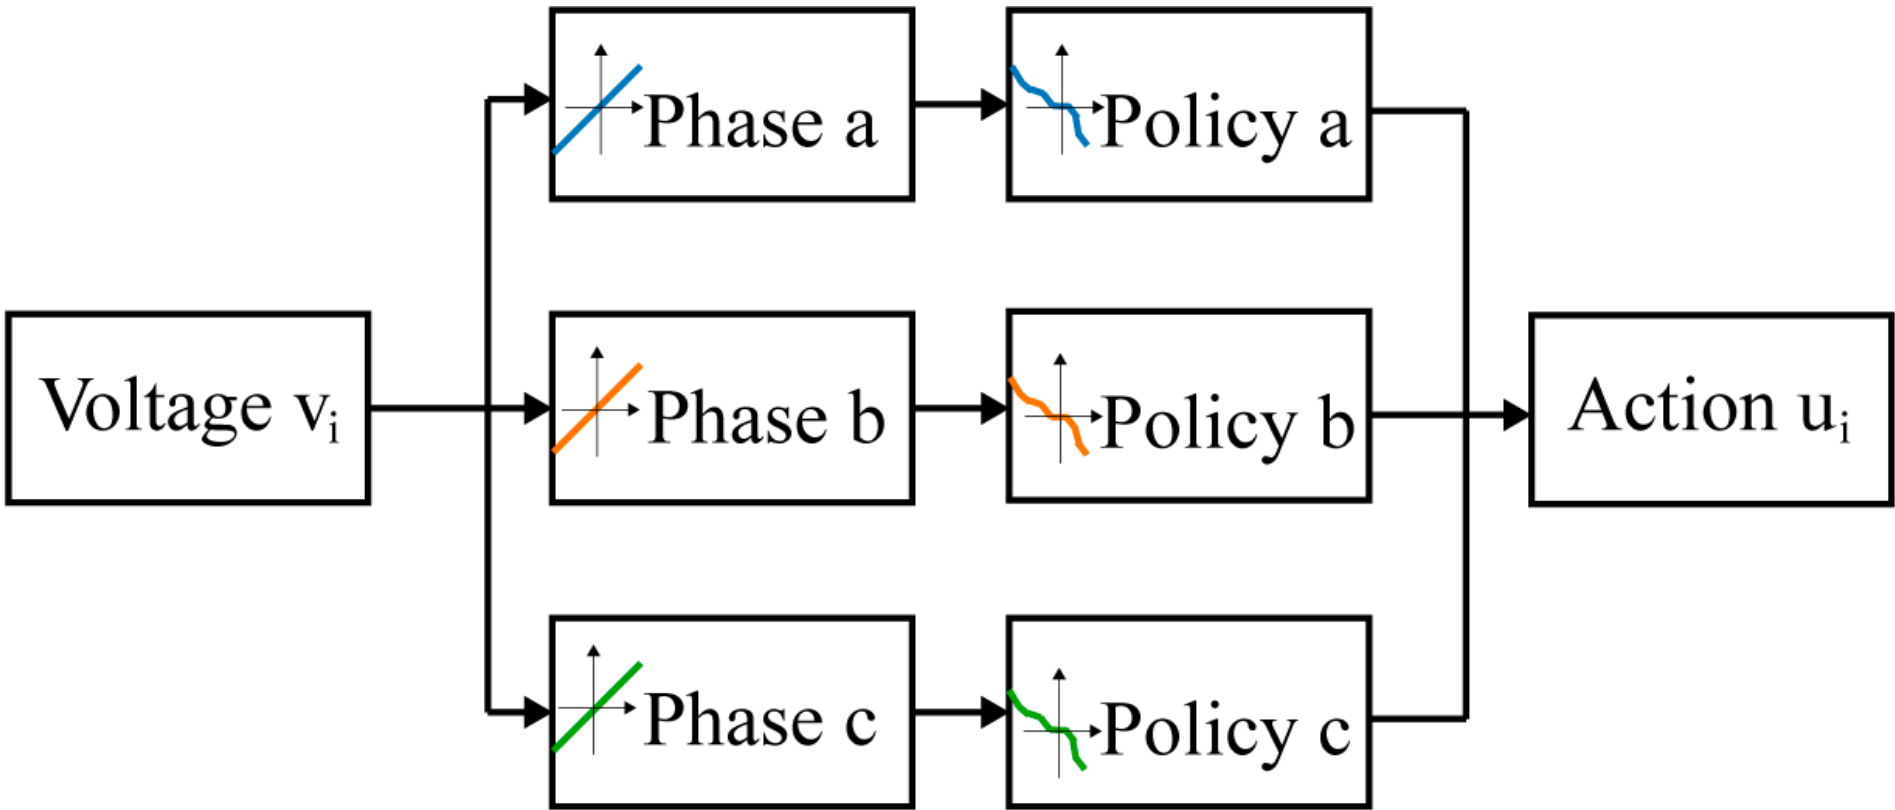 Phase a
Policy a
Voltage vᵢ
Phase b
Policy b
Action uᵢ
Phase c
Policy c